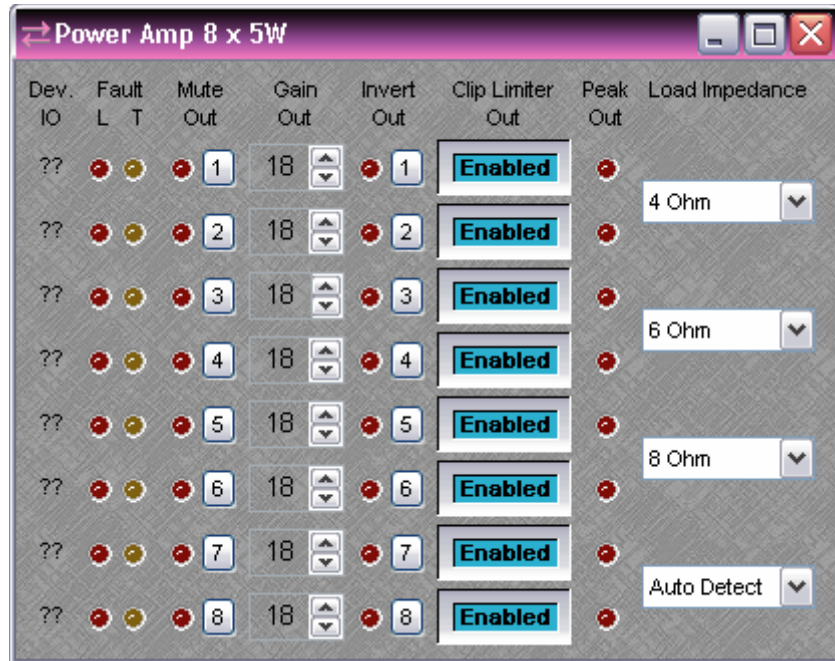 Power Amp 8 x 5W
Dev. Fault Mute Gain Invert Clip Limiter Peak Load Impedance
IO L T Out Out Out Out Out
?? 1 18 1 Enabled
4 Ohm
?? 2 18 2 Enabled
?? 3 18 3 Enabled
6 Ohm
?? 4 18 4 Enabled
?? 5 18 5 Enabled
8 Ohm
?? 6 18 6 Enabled
?? 7 18 7 Enabled
Auto Detect
?? 8 18 8 Enabled